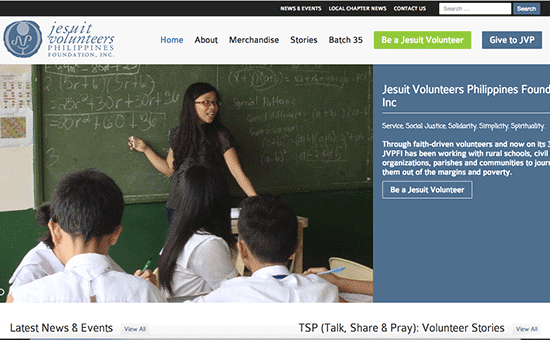 NEWS & EVENTS LOCAL CHAPTER NEWS CONTACT US Search ... Search
jesuit
volunteers
PHILIPPINES
FOUNDATION, INC.
JVP
Home About Merchandise Stories Batch 35 Be a Jesuit Volunteer Give to JVP
Special Patterns
Jesuit Volunteers Philippines Found
Inc
Service. Social Justice. Solidarity. Simplicity. Spirituality.
Through faith-driven volunteers and now on its 3
JVPFI has been working with rural schools, civil
organizations, parishes and communities to jour
them out of the margins and poverty.
Be a Jesuit Volunteer
Latest News & Events View All
TSP (Talk, Share & Pray): Volunteer Stories View All